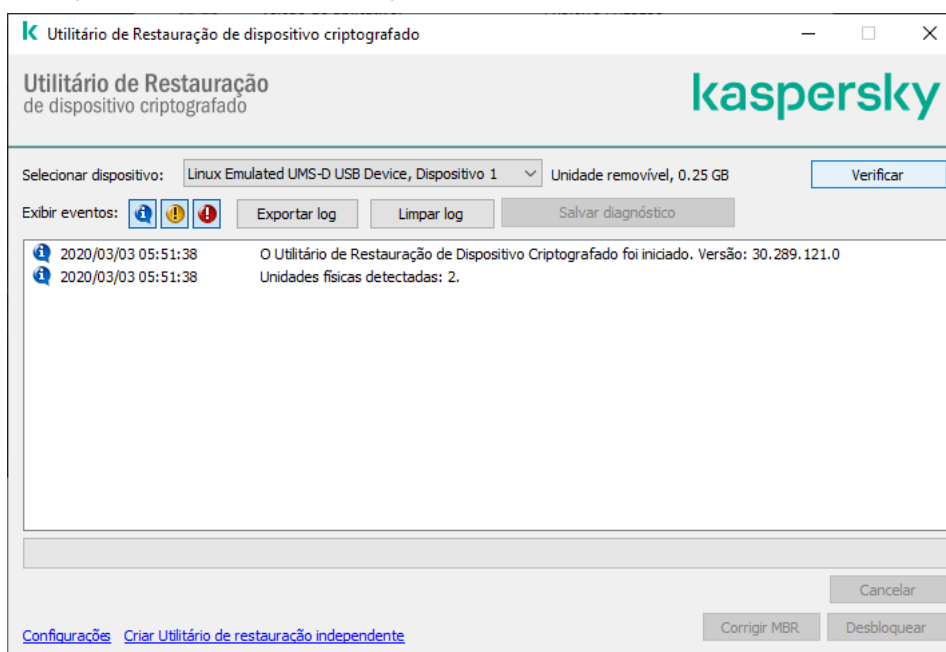 Utilitário de Restauração de dispositivo criptografado
Utilitário de Restauração
de dispositivo criptografado
kaspersky
Selecionar dispositivo: Linux Emulated UMS-D USB Device, Dispositivo 1 Unidade removível, 0.25 GB Verificar
Exibir eventos: Exportar log Limpar log Salvar diagnóstico
2020/03/03 05:51:38 O Utilitário de Restauração de Dispositivo Criptografado foi iniciado. Versão: 30.289.121.0
2020/03/03 05:51:38 Unidades físicas detectadas: 2.
Cancelar
Configurações Criar Utilitário de restauração independente Corrigir MBR Desbloquear